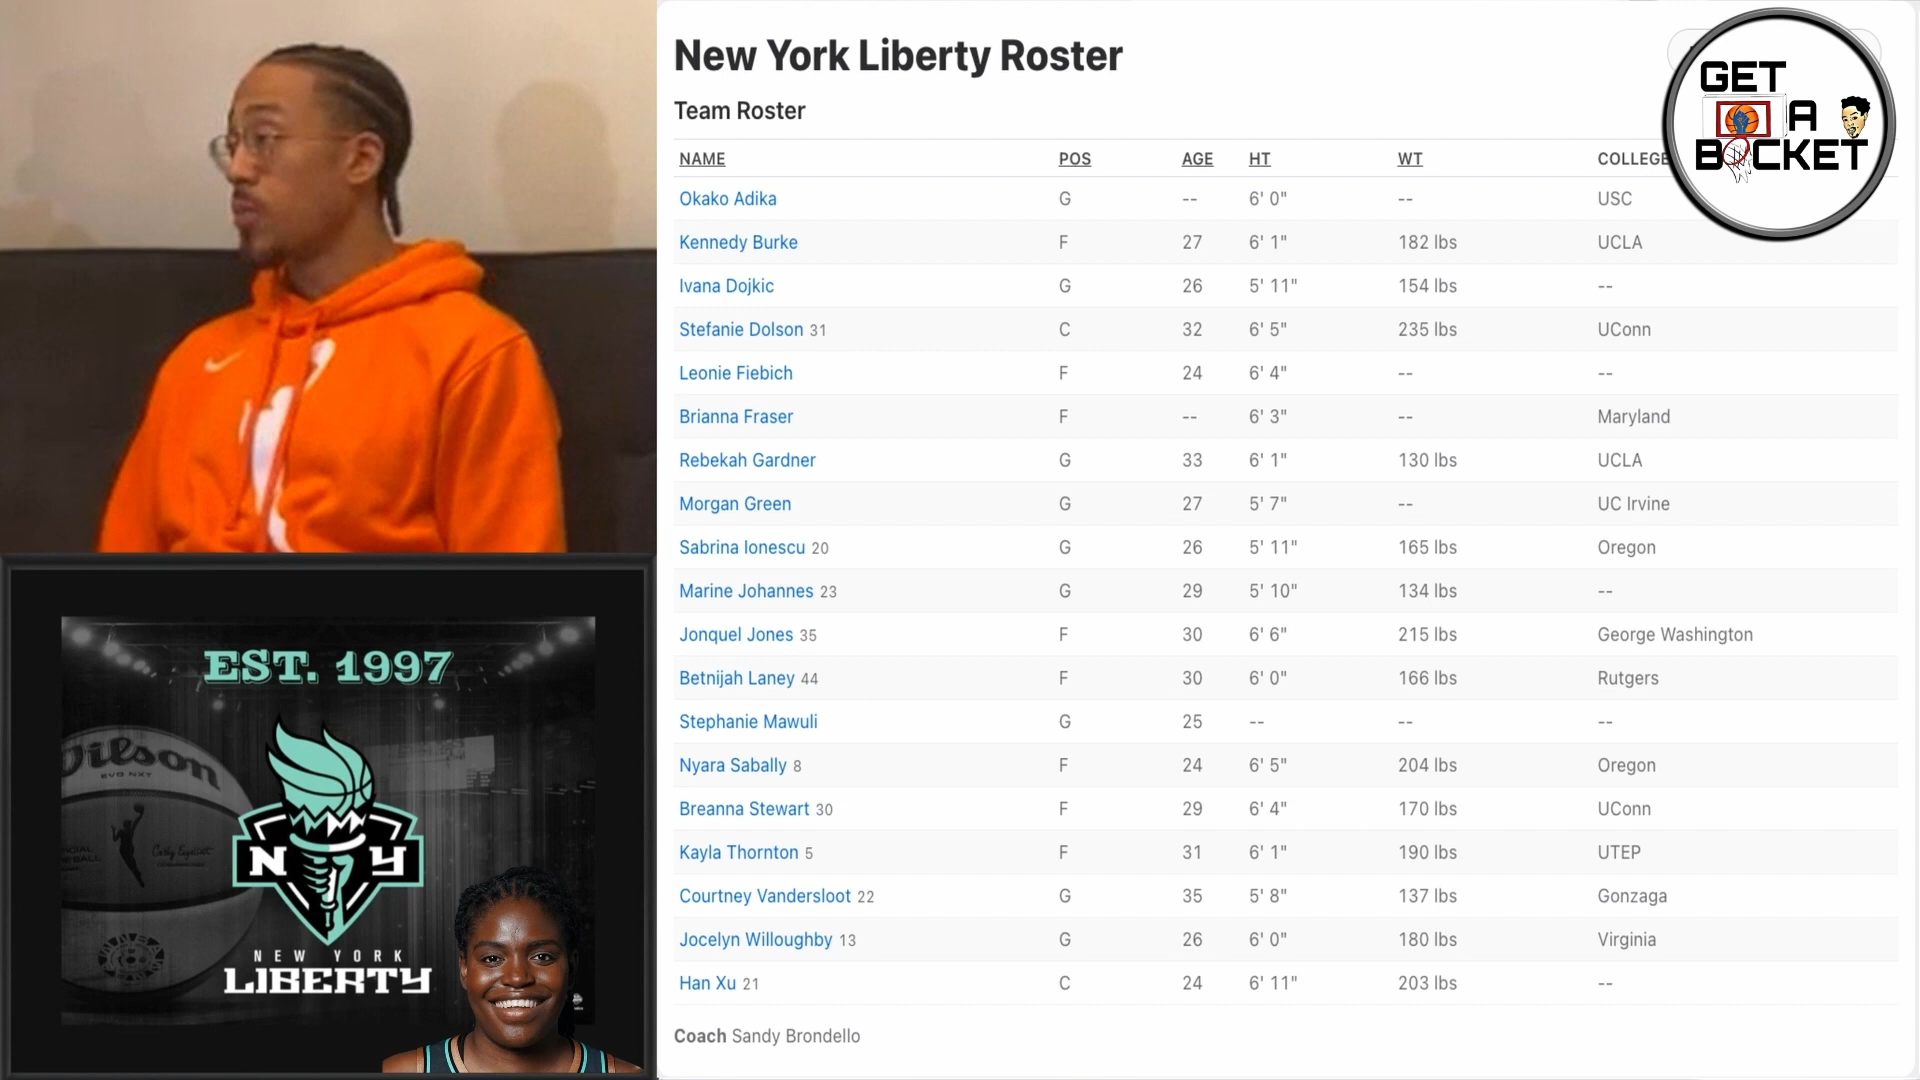 New York Liberty Roster
Team Roster
NAME POS AGE HT WT COLLEGE
Okako Adika G -- 6' 0" -- USC
Kennedy Burke F 27 6' 1" 182 lbs UCLA
Ivana Dojkic G 26 5' 11" 154 lbs --
Stefanie Dolson 31 C 32 6' 5" 235 lbs UConn
Leonie Fiebich F 24 6' 4" -- --
Brianna Fraser F -- 6' 3" -- Maryland
Rebekah Gardner G 33 6' 1" 130 lbs UCLA
Morgan Green G 27 5' 7" -- UC Irvine
Sabrina Ionescu 20 G 26 5' 11" 165 lbs Oregon
Marine Johannes 23 G 29 5' 10" 134 lbs --
Jonquel Jones 35 F 30 6' 6" 215 lbs George Washington
Betnijah Laney 44 F 30 6' 0" 166 lbs Rutgers
Stephanie Mawuli G 25 -- -- --
Nyara Sabally 8 F 24 6' 5" 204 lbs Oregon
Breanna Stewart 30 F 29 6' 4" 170 lbs UConn
Kayla Thornton 5 F 31 6' 1" 190 lbs UTEP
Courtney Vandersloot 22 G 35 5' 8" 137 lbs Gonzaga
Jocelyn Willoughby 13 G 26 6' 0" 180 lbs Virginia
Han Xu 21 C 24 6' 11" 203 lbs --
Coach Sandy Brondello
GET
A
BUCKET
EST. 1997
Wilson
EVO NXT
N Y
NEW YORK
LIBERTY